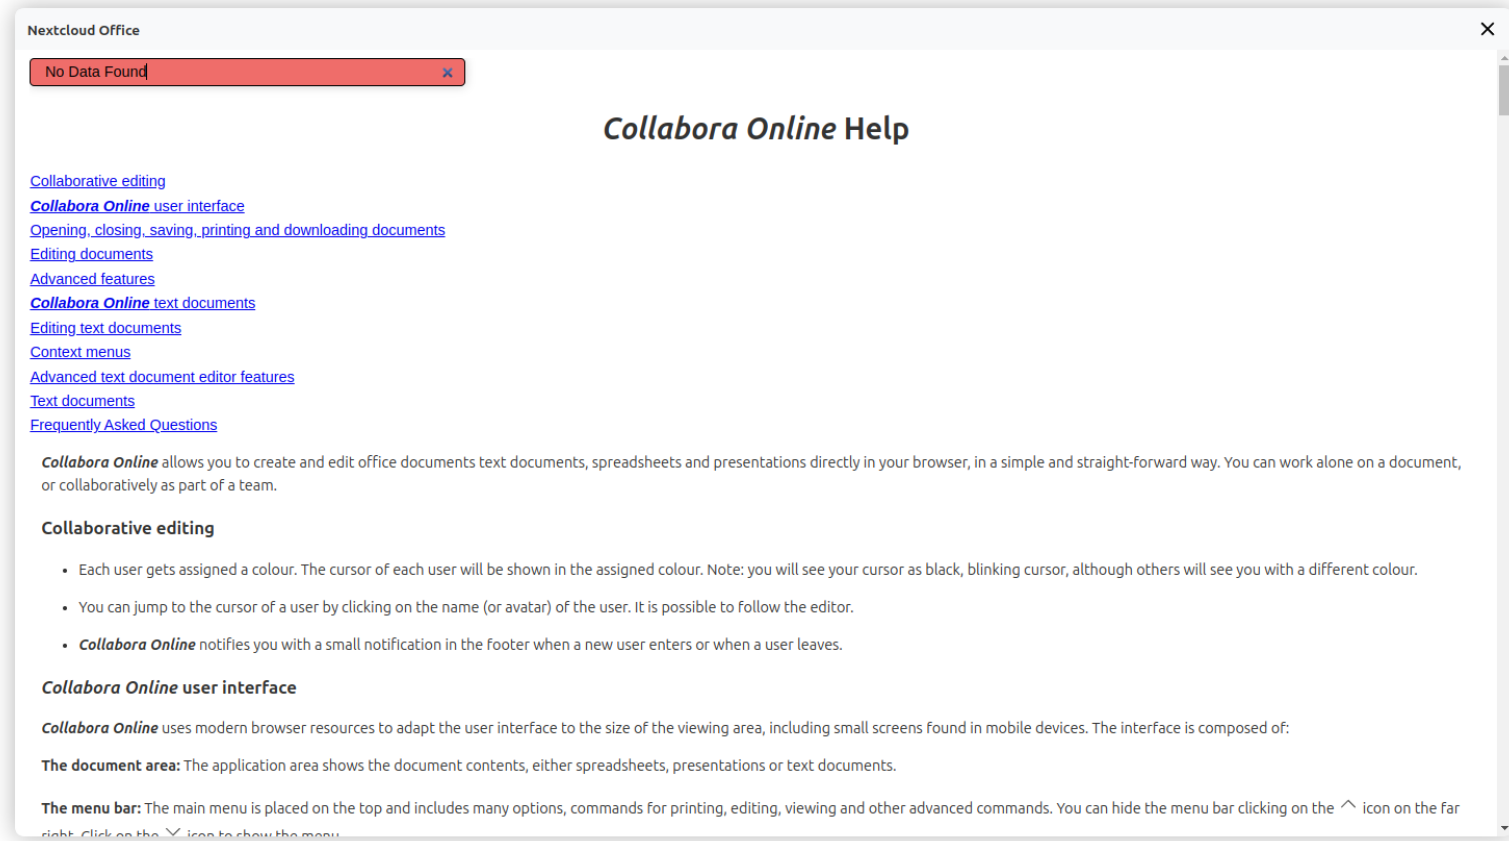 Nextcloud Office
No Data Found
Collabora Online Help
Collaborative editing
Collabora Online user interface
Opening, closing, saving, printing and downloading documents
Editing documents
Advanced features
Collabora Online text documents
Editing text documents
Context menus
Advanced text document editor features
Text documents
Frequently Asked Questions
Collabora Online allows you to create and edit office documents text documents, spreadsheets and presentations directly in your browser, in a simple and straight-forward way. You can work alone on a document,
or collaboratively as part of a team.
Collaborative editing
• Each user gets assigned a colour. The cursor of each user will be shown in the assigned colour. Note: you will see your cursor as black, blinking cursor, although others will see you with a different colour.
• You can jump to the cursor of a user by clicking on the name (or avatar) of the user. It is possible to follow the editor.
• Collabora Online notifies you with a small notification in the footer when a new user enters or when a user leaves.
Collabora Online user interface
Collabora Online uses modern browser resources to adapt the user interface to the size of the viewing area, including small screens found in mobile devices. The interface is composed of:
The document area: The application area shows the document contents, either spreadsheets, presentations or text documents.
The menu bar: The main menu is placed on the top and includes many options, commands for printing, editing, viewing and other advanced commands. You can hide the menu bar clicking on the icon on the far
right. Click on the icon to show the menu.